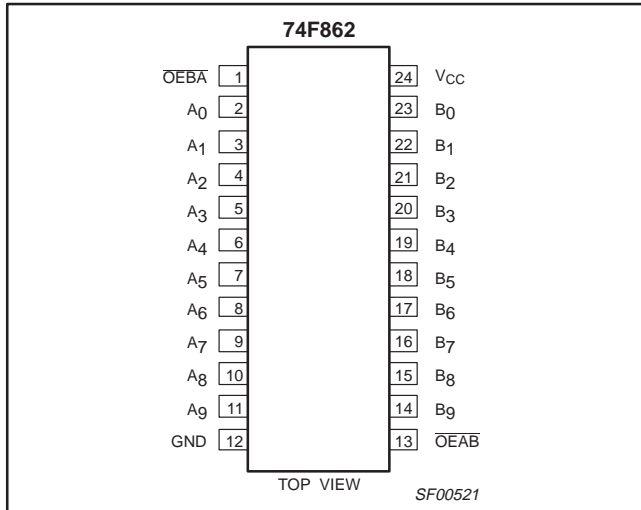 74F862
OEBA 1 24 VCC
A0 2 23 B0
A1 3 22 B1
A2 4 21 B2
A3 5 20 B3
A4 6 19 B4
A5 7 18 B5
A6 8 17 B6
A7 9 16 B7
A8 10 15 B8
A9 11 14 B9
GND 12 13 OEAB
TOP VIEW
SF00521